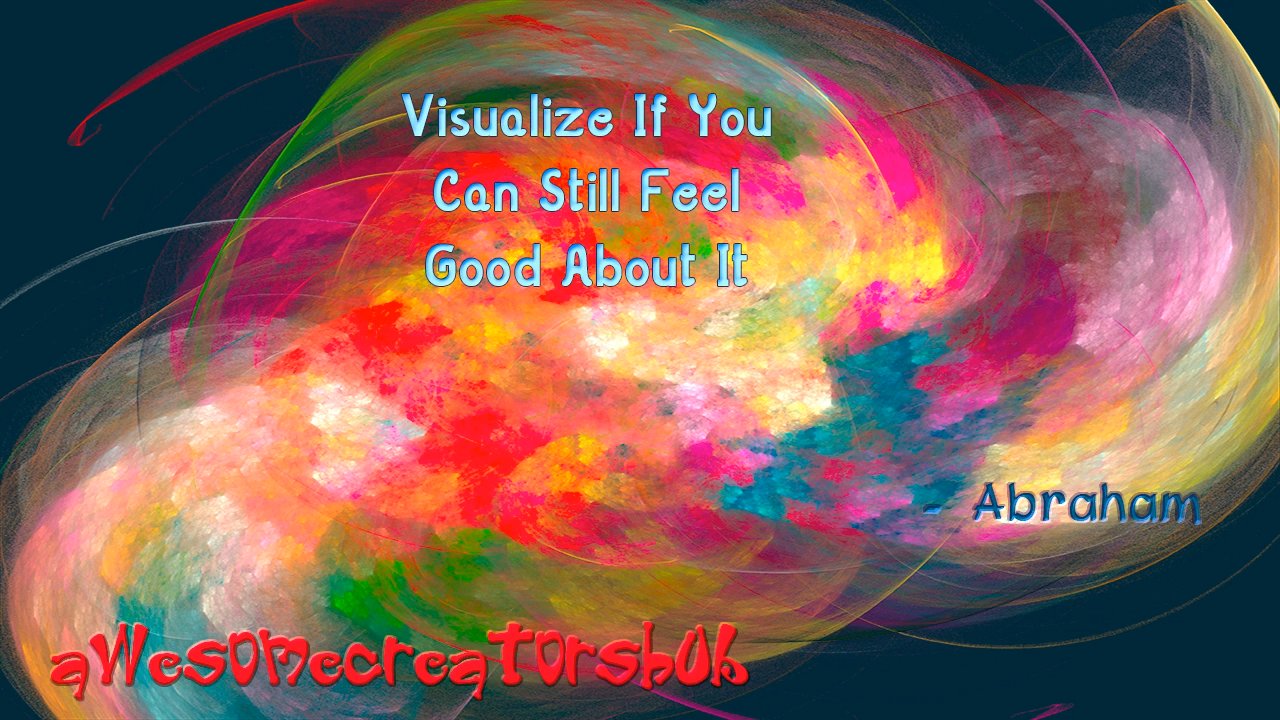 Visualize If You
Can Still Feel
Good About It
- Abraham
awesomecreatorshub